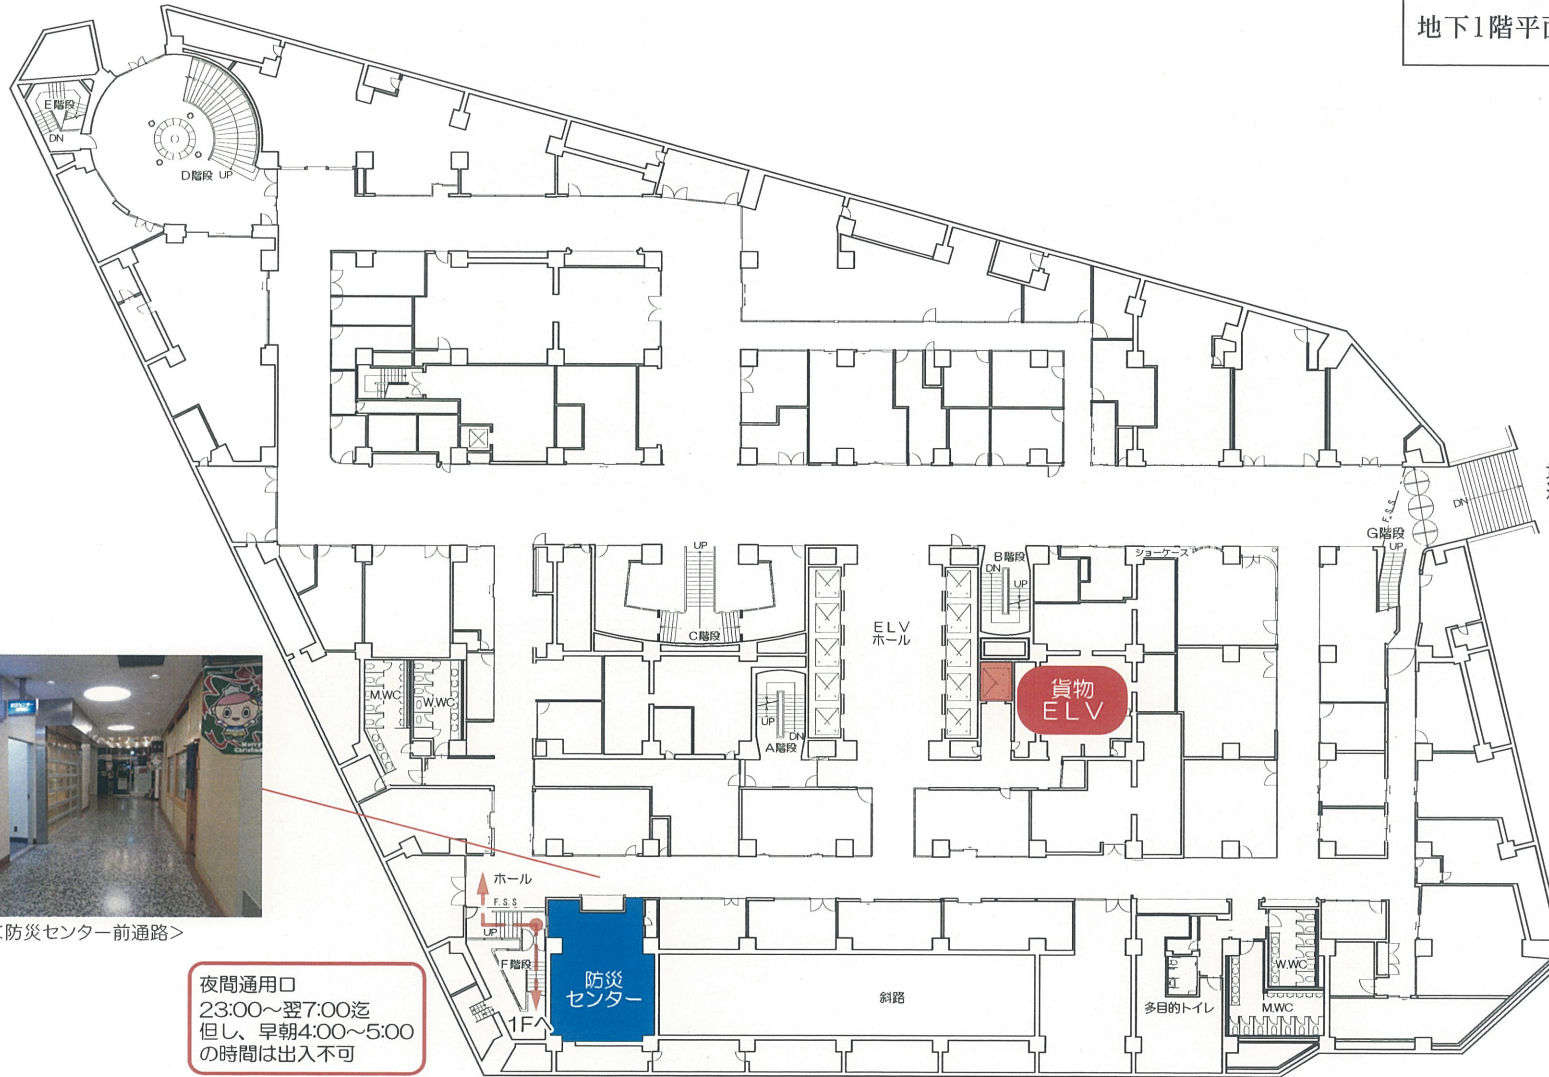 地下1階平面
E階段
DN
D階段 UP
DN
F.S.S
G階段
UP
UP
C階段
ELV
ホール
B階段
DN
UP
ショーケース
M.WC
W.WC
UP
DN
A階段
貨物
ELV
Merry
Christmas
<防災センター前通路>
ホール
F.S.S
UP
F階段
1Fへ
防災
センター
斜路
多目的トイレ
W.WC
M.WC
夜間通用口
23:00～翌7:00迄
但し、早朝4:00～5:00
の時間は出入不可